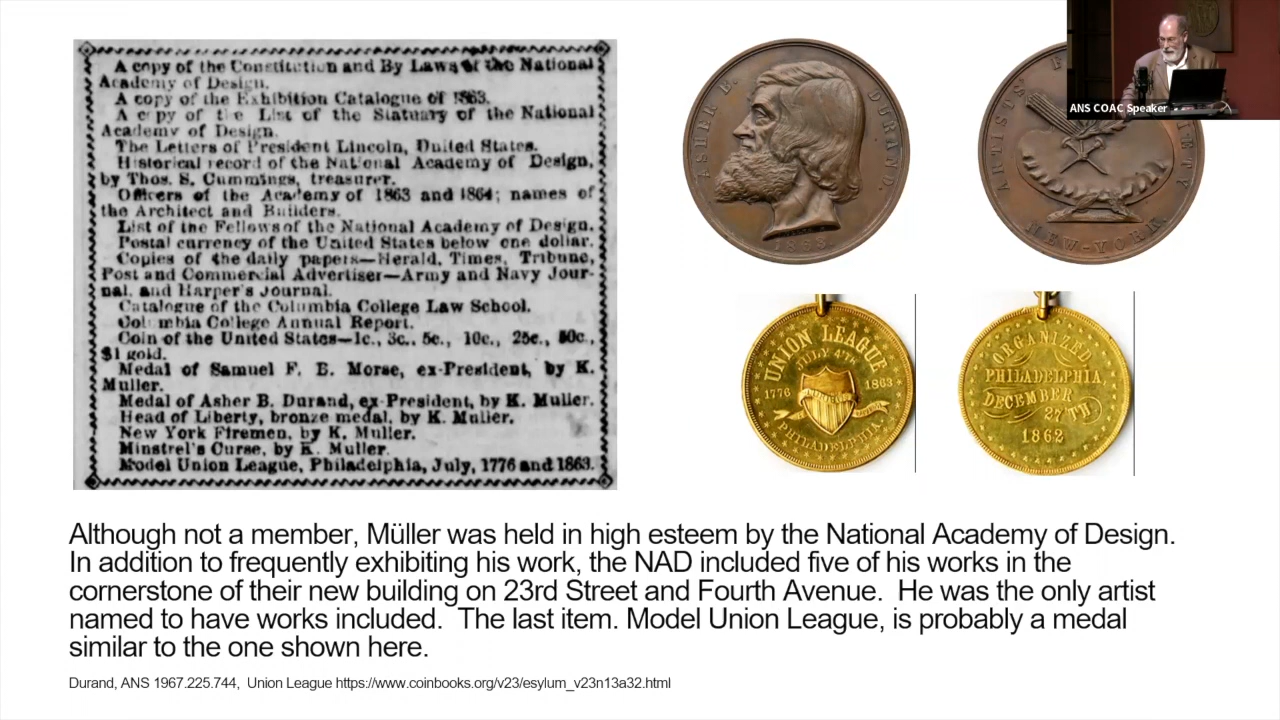 A copy of the Constitution and By Laws of the National
Academy of Design.
A copy of the Exhibition Catalogue of 1863.
A copy of the List of the Statuary of the National
Academy of Design.
The Letters of President Lincoln, United States.
Historical record of the National Academy of Design,
by Thos. S. Cummings, treasurer.
Officers of the Academy of 1863 and 1864; names of
the Architect and Builders.
List of the Fellows of the National Academy of Design.
Postal currency of the United States below one dollar.
Copies of the daily papers—Herald, Times, Tribune,
Post and Commercial Advertiser—Army and Navy Jour-
nal, and Harper's Journal.
Catalogue of the Columbia College Law School.
Columbia College Annual Report.
Coin of the United States—1c., 3c., 5c., 10c., 25c., 50c.,
$1 gold.
Medal of Samuel F. B. Morse, ex-President, by K.
Muller.
Medal of Asher B. Durand, ex-President, by K. Muller.
Head of Liberty, bronze medal, by K. Muller.
New York Firemen, by K. Muller.
Minstrel's Curse, by K. Muller.
Model Union League, Philadelphia, July, 1776 and 1863.
ASHER B. DURAND.
1863.
ARTISTS
NEW-YORK
ANS COAC Speaker
UNION LEAGUE
JULY 4TH
1776 1863
PHILADELPHIA.
ORGANIZED
PHILADELPHIA,
DECEMBER
27TH
1862
Although not a member, Müller was held in high esteem by the National Academy of Design.
In addition to frequently exhibiting his work, the NAD included five of his works in the
cornerstone of their new building on 23rd Street and Fourth Avenue.  He was the only artist
named to have works included.  The last item. Model Union League, is probably a medal
similar to the one shown here.
Durand, ANS 1967.225.744,  Union League https://www.coinbooks.org/v23/esylum_v23n13a32.html